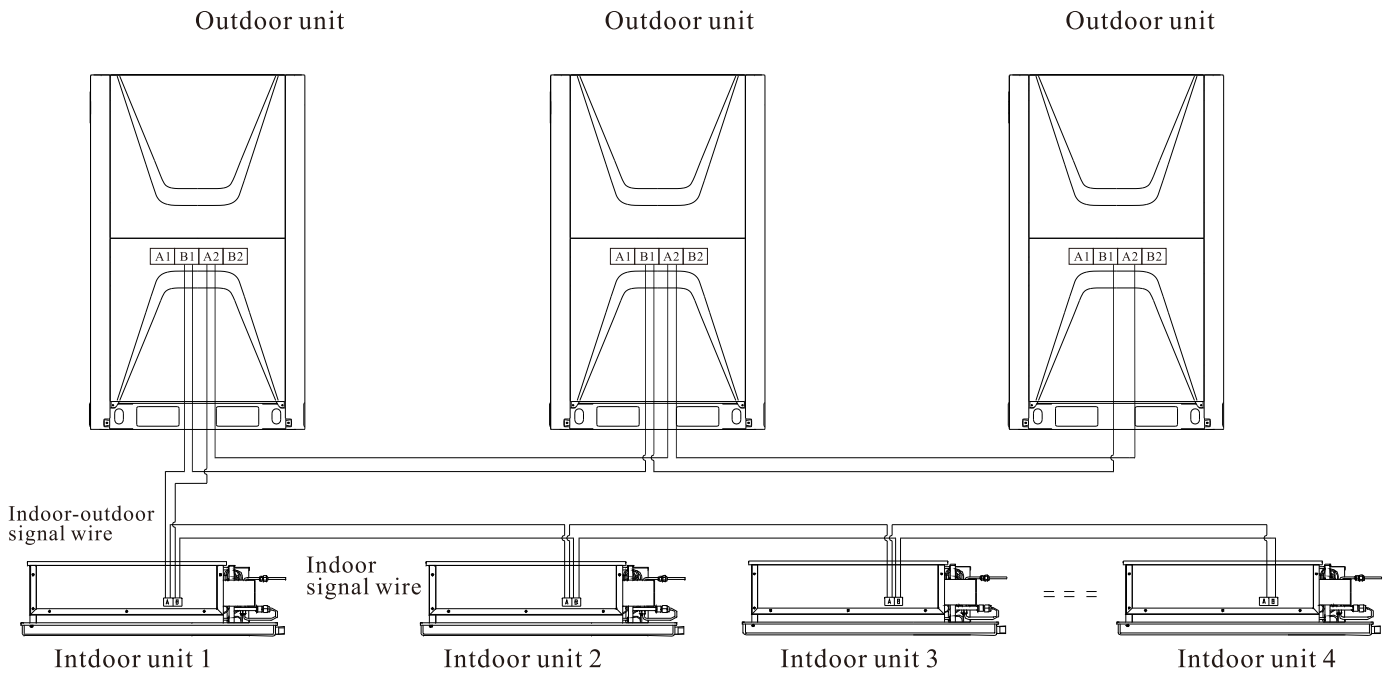 Outdoor unit
Outdoor unit
Outdoor unit
A1 B1 A2 B2
A1 B1 A2 B2
A1 B1 A2 B2
Indoor-outdoor
signal wire
Indoor
signal wire
A B
A B
A B
A B
= = =
Intdoor unit 1
Intdoor unit 2
Intdoor unit 3
Intdoor unit 4